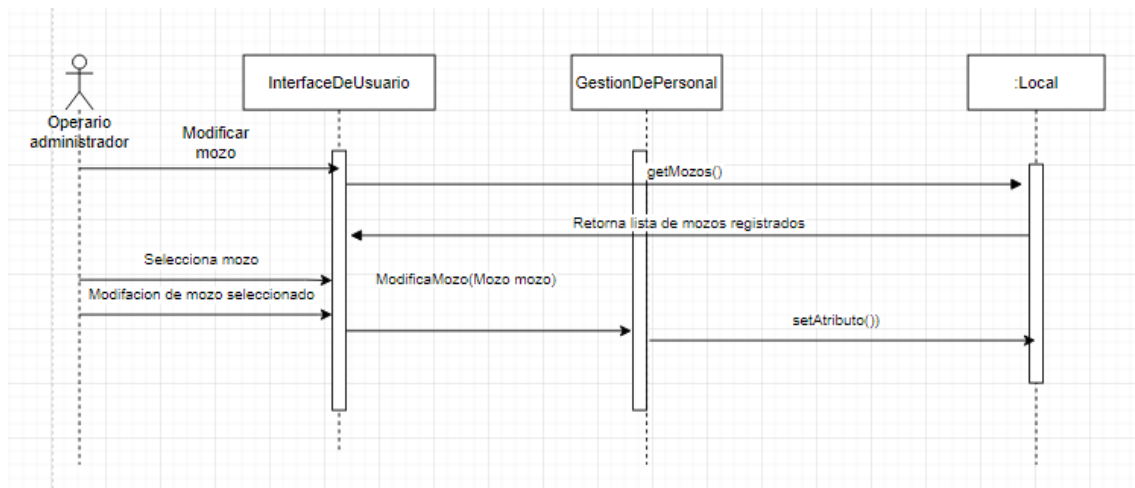 InterfaceDeUsuario
GestionDePersonal
:Local
Operario
administrador
Modificar
mozo
getMozos()
Retorna lista de mozos registrados
Selecciona mozo
ModificaMozo(Mozo mozo)
Modifacion de mozo seleccionado
setAtributo())